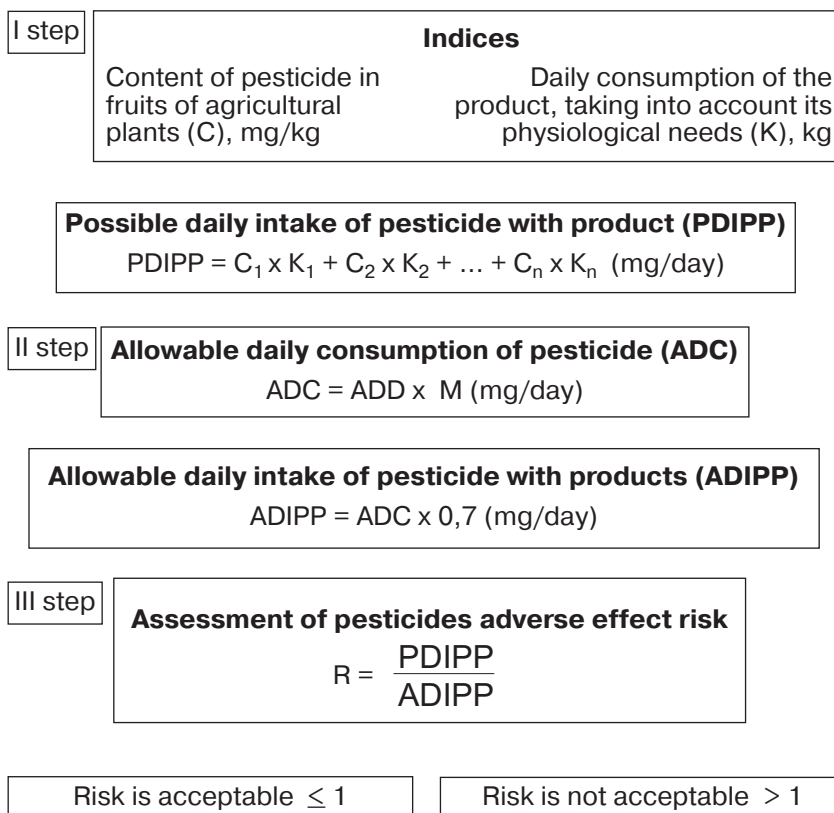 I step
Indices
Content of pesticide in
fruits of agricultural
plants (C), mg/kg
Daily consumption of the
product, taking into account its
physiological needs (K), kg
Possible daily intake of pesticide with product (PDIPP)
PDIPP = C₁ x K₁ + C₂ x K₂ + ... + Cₙ x Kₙ (mg/day)
II step
Allowable daily consumption of pesticide (ADC)
ADC = ADD x M (mg/day)
Allowable daily intake of pesticide with products (ADIPP)
ADIPP = ADC x 0,7 (mg/day)
III step
Assessment of pesticides adverse effect risk
R = PDIPP
ADIPP
Risk is acceptable ≤ 1
Risk is not acceptable > 1